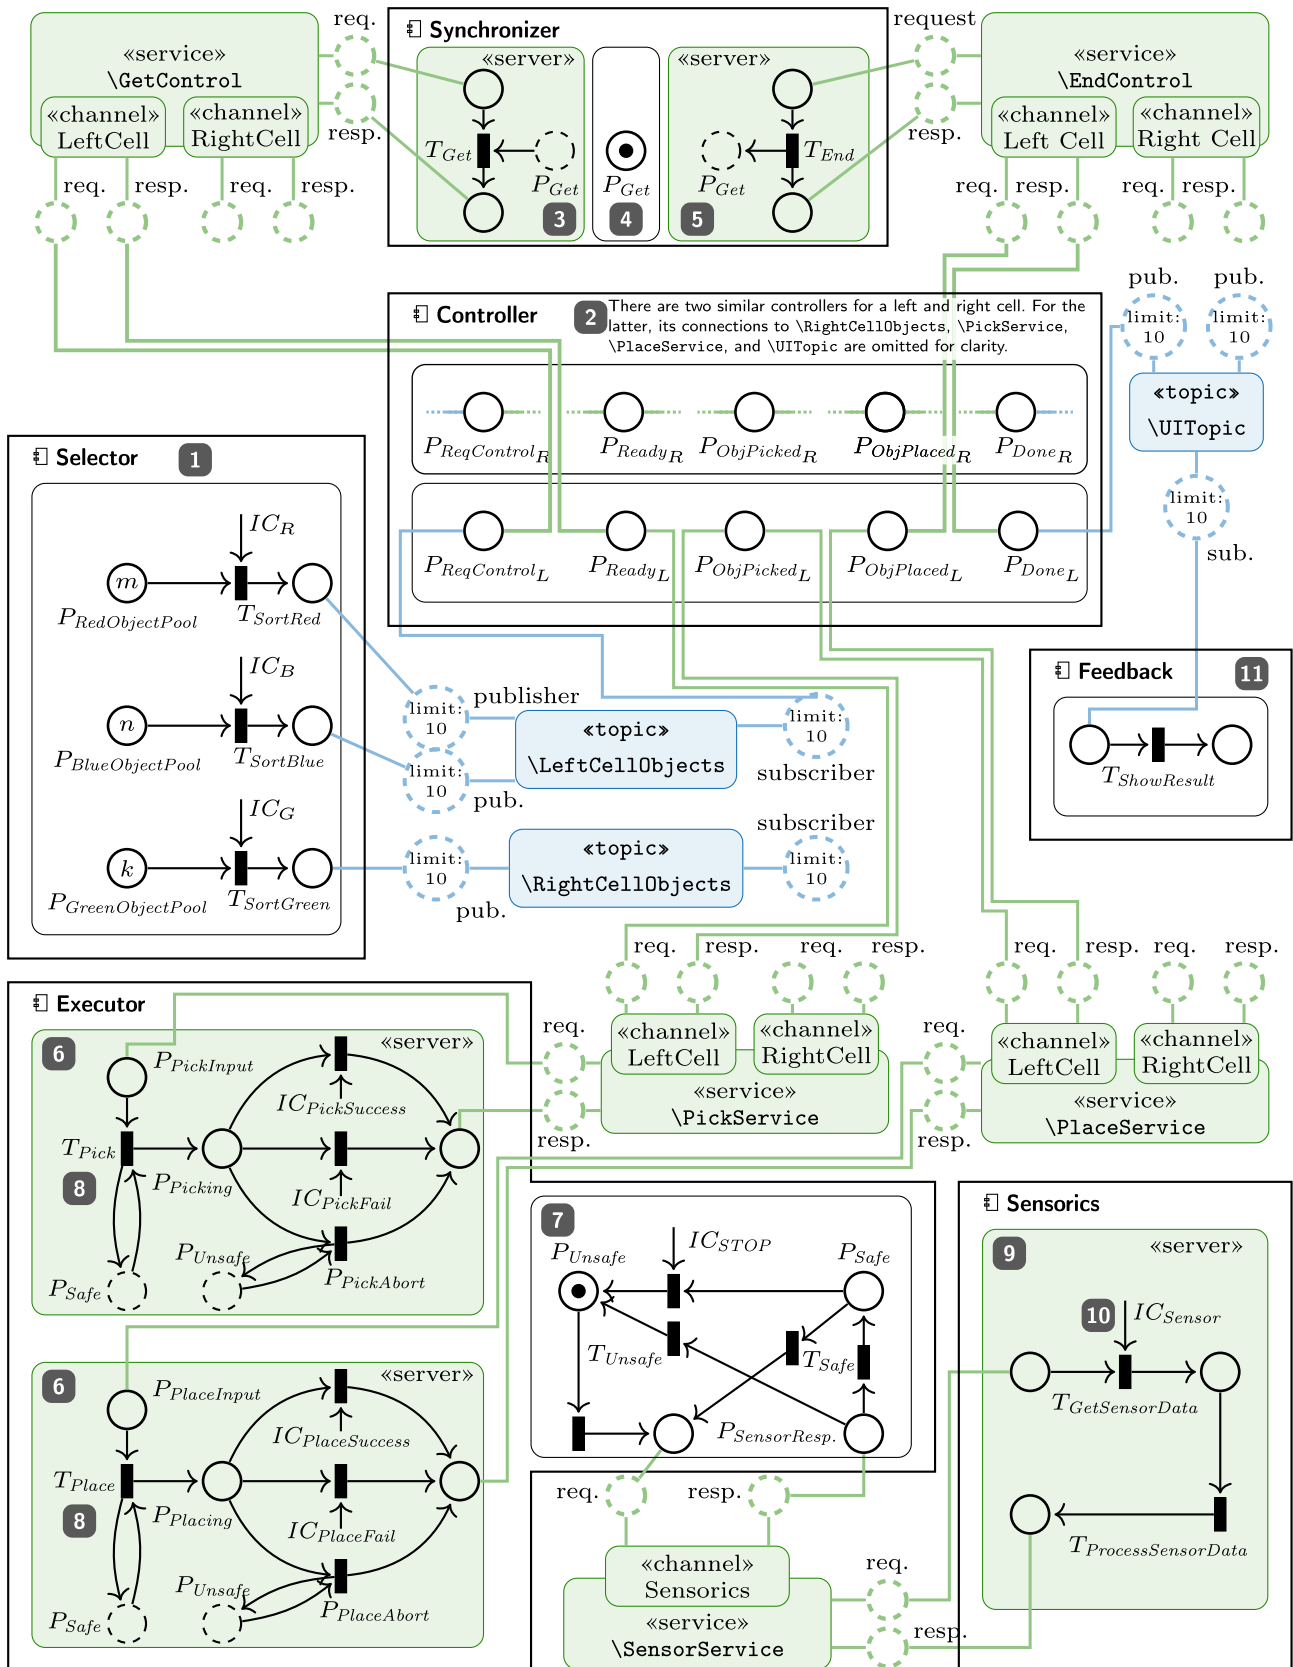 req.
Synchronizer
request
«service»
\GetControl
«server»
«server»
«service»
\EndControl
«channel»
LeftCell
«channel»
RightCell
resp.
T_Get
P_Get
P_Get
P_Get
T_End
resp.
«channel»
Left Cell
«channel»
Right Cell
3
4
5
req.
resp.
req.
resp.
req.
resp.
req.
resp.
Controller
2
There are two similar controllers for a left and right cell. For the
latter, its connections to \RightCellObjects, \PickService,
\PlaceService, and \UITopic are omitted for clarity.
pub.
pub.
limit:
10
limit:
10
«topic»
\UITopic
limit:
10
sub.
P_ReqControl_R
P_Ready_R
P_ObjPicked_R
P_ObjPlaced_R
P_Done_R
P_ReqControl_L
P_Ready_L
P_ObjPicked_L
P_ObjPlaced_L
P_Done_L
Selector
1
IC_R
m
P_RedObjectPool
T_SortRed
IC_B
n
P_BlueObjectPool
T_SortBlue
IC_G
k
P_GreenObjectPool
T_SortGreen
limit:
10
publisher
limit:
10
pub.
«topic»
\LeftCellObjects
limit:
10
subscriber
limit:
10
pub.
«topic»
\RightCellObjects
subscriber
limit:
10
Feedback
11
T_ShowResult
req.
resp.
req.
resp.
req.
resp.
req.
resp.
Executor
6
P_PickInput
«server»
IC_PickSuccess
T_Pick
8
P_Picking
IC_PickFail
P_Unsafe
P_Safe
P_PickAbort
req.
resp.
«channel»
LeftCell
«channel»
RightCell
«service»
\PickService
req.
resp.
«channel»
LeftCell
«channel»
RightCell
«service»
\PlaceService
6
P_PlaceInput
«server»
IC_PlaceSuccess
T_Place
8
P_Placing
IC_PlaceFail
P_Unsafe
P_Safe
P_PlaceAbort
7
P_Unsafe
IC_STOP
P_Safe
T_Unsafe
T_Safe
P_SensorResp.
req.
resp.
«channel»
Sensorics
«service»
\SensorService
req.
resp.
Sensorics
9
«server»
10
IC_Sensor
T_GetSensorData
T_ProcessSensorData